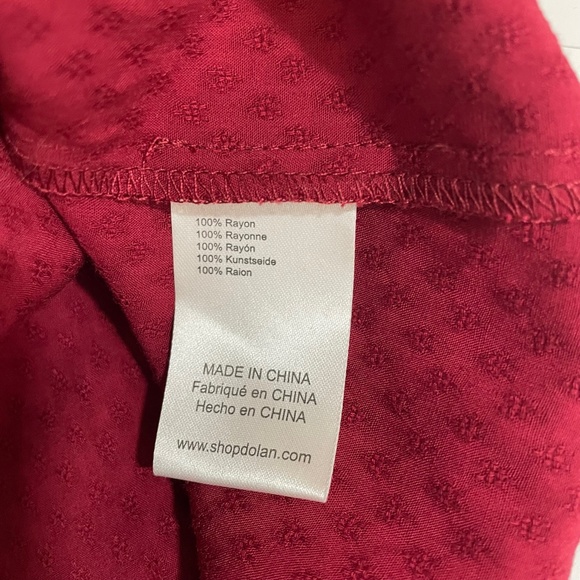 100% Rayon
100% Rayonne
100% Rayón
100% Kunstseide
100% Raion
MADE IN CHINA
Fabriqué en CHINA
Hecho en CHINA
www.shopdolan.com